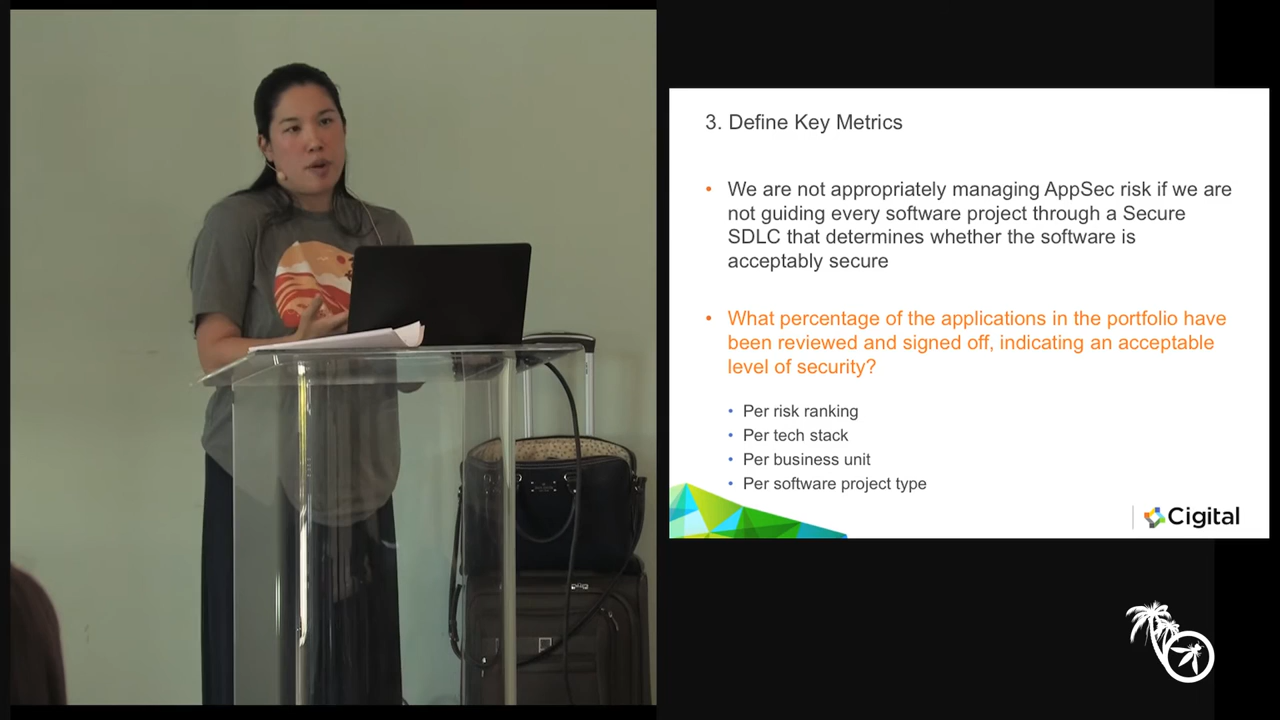 3. Define Key Metrics
• We are not appropriately managing AppSec risk if we are
not guiding every software project through a Secure
SDLC that determines whether the software is
acceptably secure
• What percentage of the applications in the portfolio have
been reviewed and signed off, indicating an acceptable
level of security?
• Per risk ranking
• Per tech stack
• Per business unit
• Per software project type
Cigital